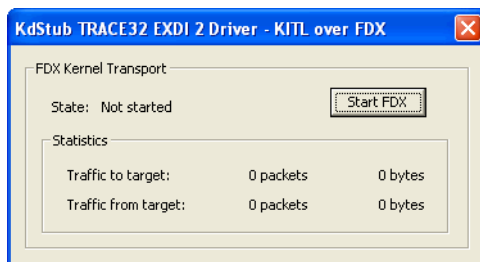 KdStub TRACE32 EXDI 2 Driver - KITL over FDX
FDX Kernel Transport
State: Not started
Start FDX
Statistics
Traffic to target: 0 packets 0 bytes
Traffic from target: 0 packets 0 bytes